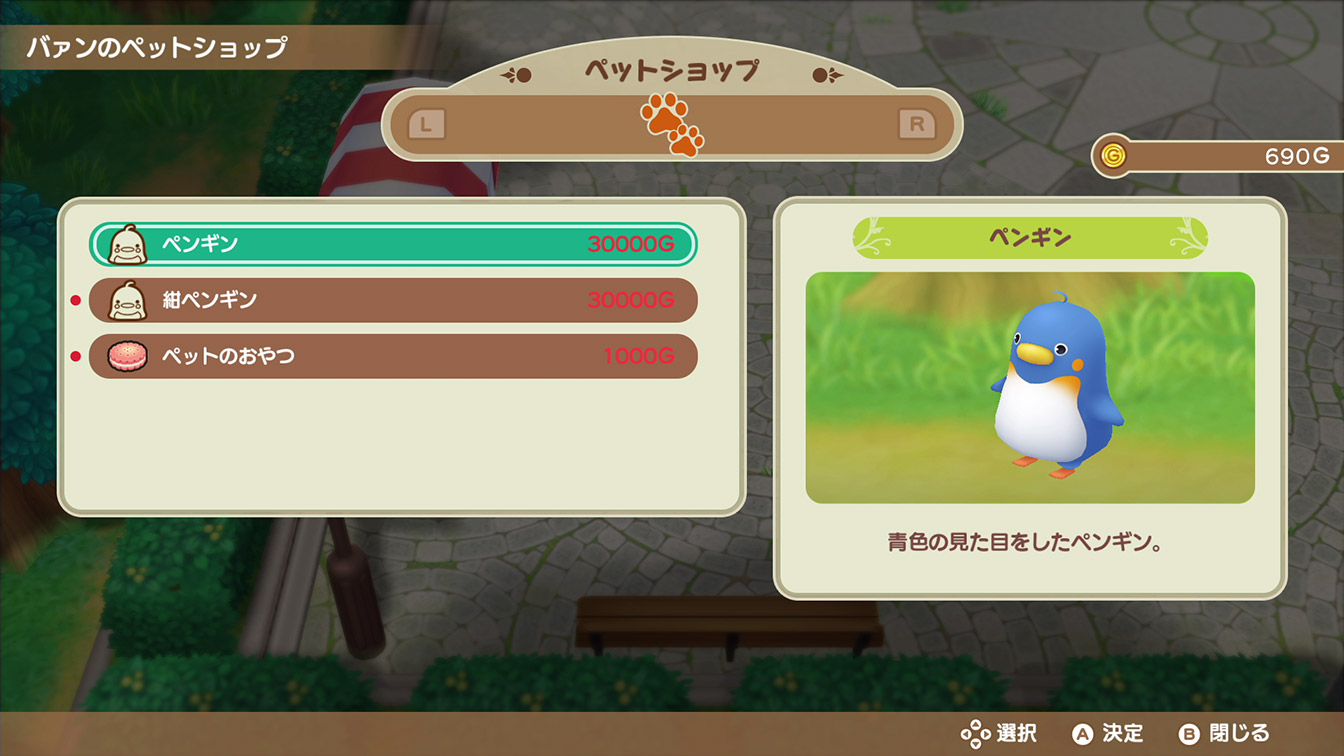 バァンのペットショップ
ペットショップ
L
R
G 690G
ペンギン 30000G
紺ペンギン 30000G
ペットのおやつ 1000G
ペンギン
青色の見た目をしたペンギン。
選択 A 決定 B 閉じる